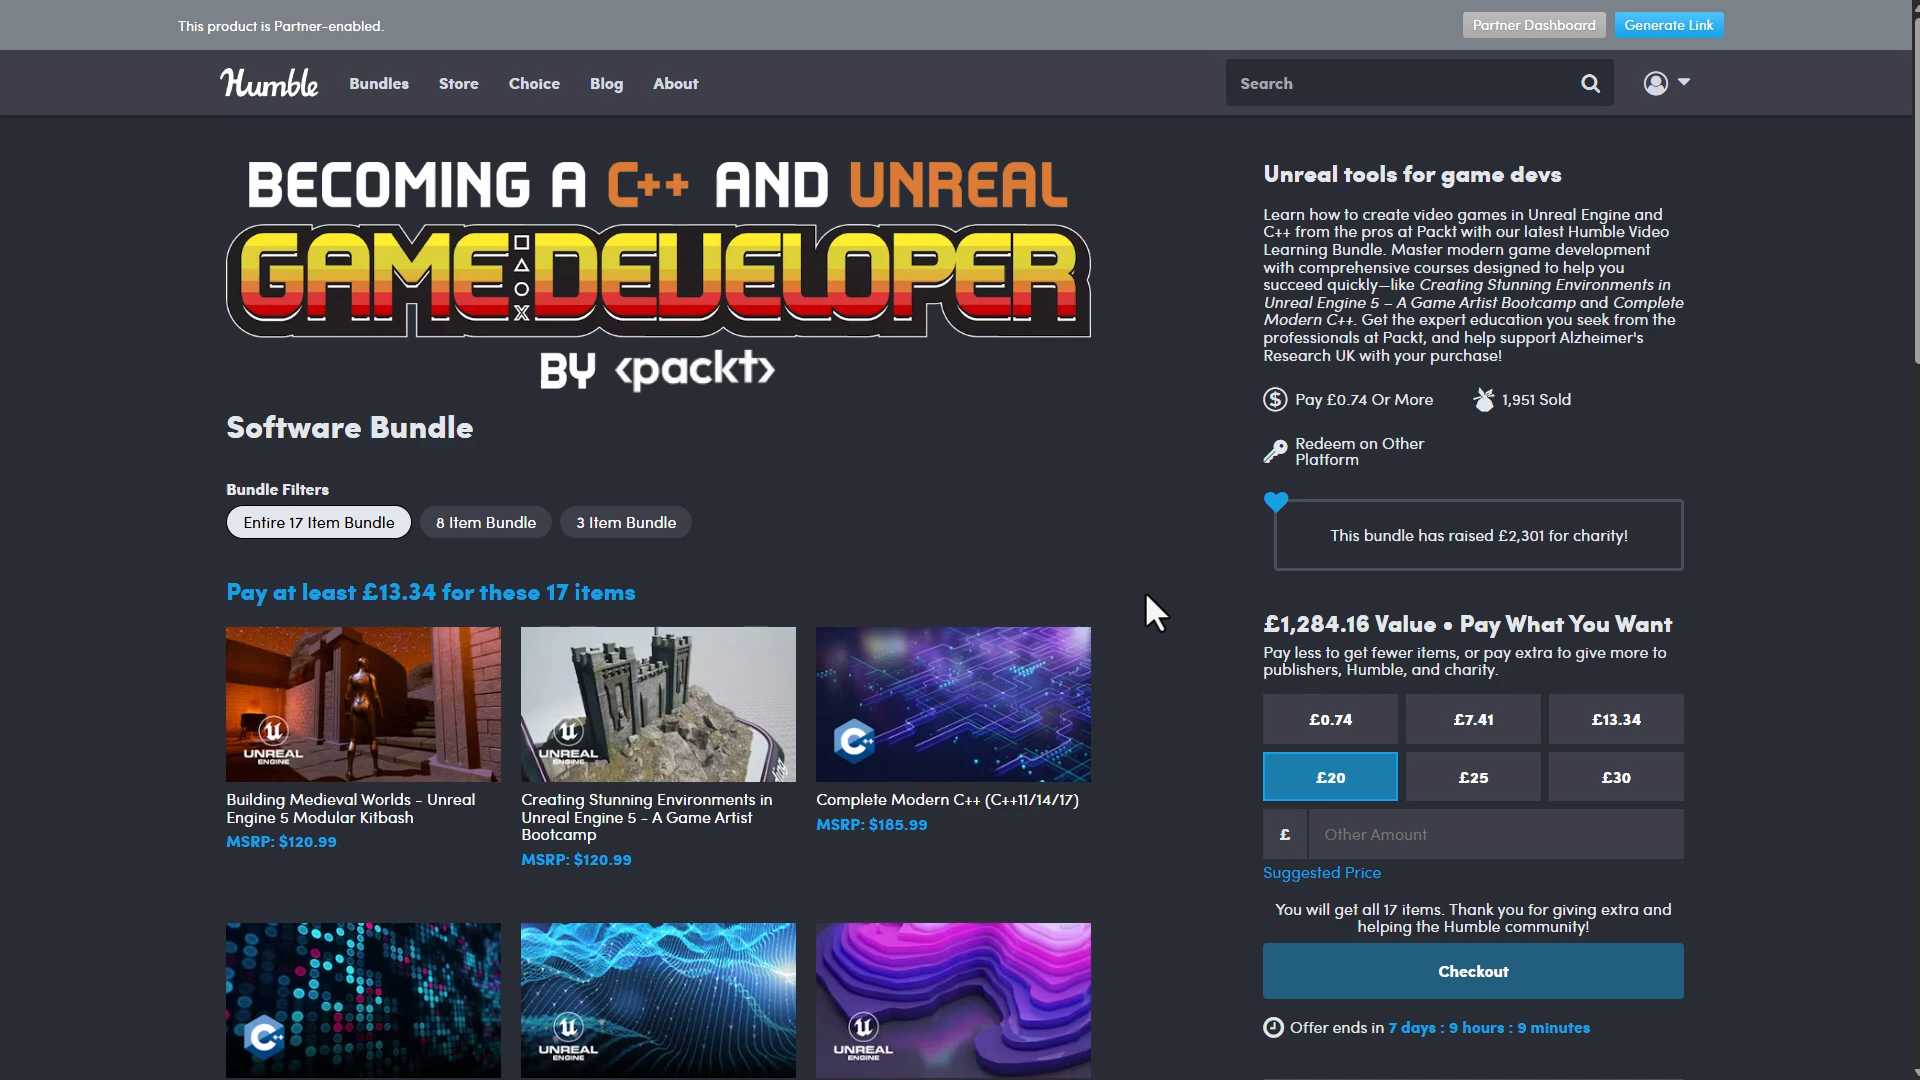 This product is Partner-enabled.
Partner Dashboard
Generate Link
Humble
Bundles
Store
Choice
Blog
About
Search
BECOMING A C++ AND UNREAL
GAME DEVELOPER
BY <packt>
Software Bundle
Bundle Filters
Entire 17 Item Bundle
8 Item Bundle
3 Item Bundle
Pay at least £13.34 for these 17 items
UNREAL
ENGINE
UNREAL
ENGINE
C++
Building Medieval Worlds - Unreal
Engine 5 Modular Kitbash
MSRP: $120.99
Creating Stunning Environments in
Unreal Engine 5 - A Game Artist
Bootcamp
MSRP: $120.99
Complete Modern C++ (C++11/14/17)
MSRP: $185.99
C++
UNREAL
ENGINE
UNREAL
ENGINE
Unreal tools for game devs
Learn how to create video games in Unreal Engine and
C++ from the pros at Packt with our latest Humble Video
Learning Bundle. Master modern game development
with comprehensive courses designed to help you
succeed quickly—like Creating Stunning Environments in
Unreal Engine 5 – A Game Artist Bootcamp and Complete
Modern C++. Get the expert education you seek from the
professionals at Packt, and help support Alzheimer's
Research UK with your purchase!
Pay £0.74 Or More
1,951 Sold
Redeem on Other
Platform
This bundle has raised £2,301 for charity!
£1,284.16 Value • Pay What You Want
Pay less to get fewer items, or pay extra to give more to
publishers, Humble, and charity.
£0.74
£7.41
£13.34
£20
£25
£30
£
Other Amount
Suggested Price
You will get all 17 items. Thank you for giving extra and
helping the Humble community!
Checkout
Offer ends in 7 days : 9 hours : 9 minutes